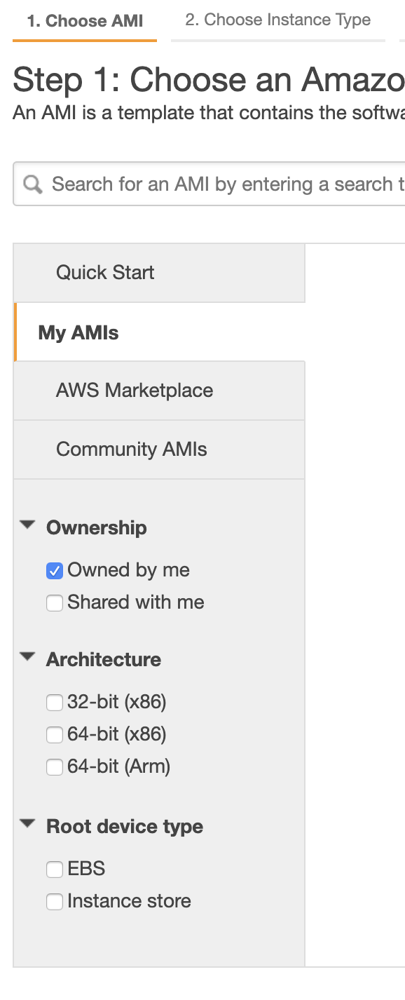 1. Choose AMI
2. Choose Instance Type
Step 1: Choose an Amazo
An AMI is a template that contains the softwa
Search for an AMI by entering a search t
Quick Start
My AMIs
AWS Marketplace
Community AMIs
Ownership
Owned by me
Shared with me
Architecture
32-bit (x86)
64-bit (x86)
64-bit (Arm)
Root device type
EBS
Instance store